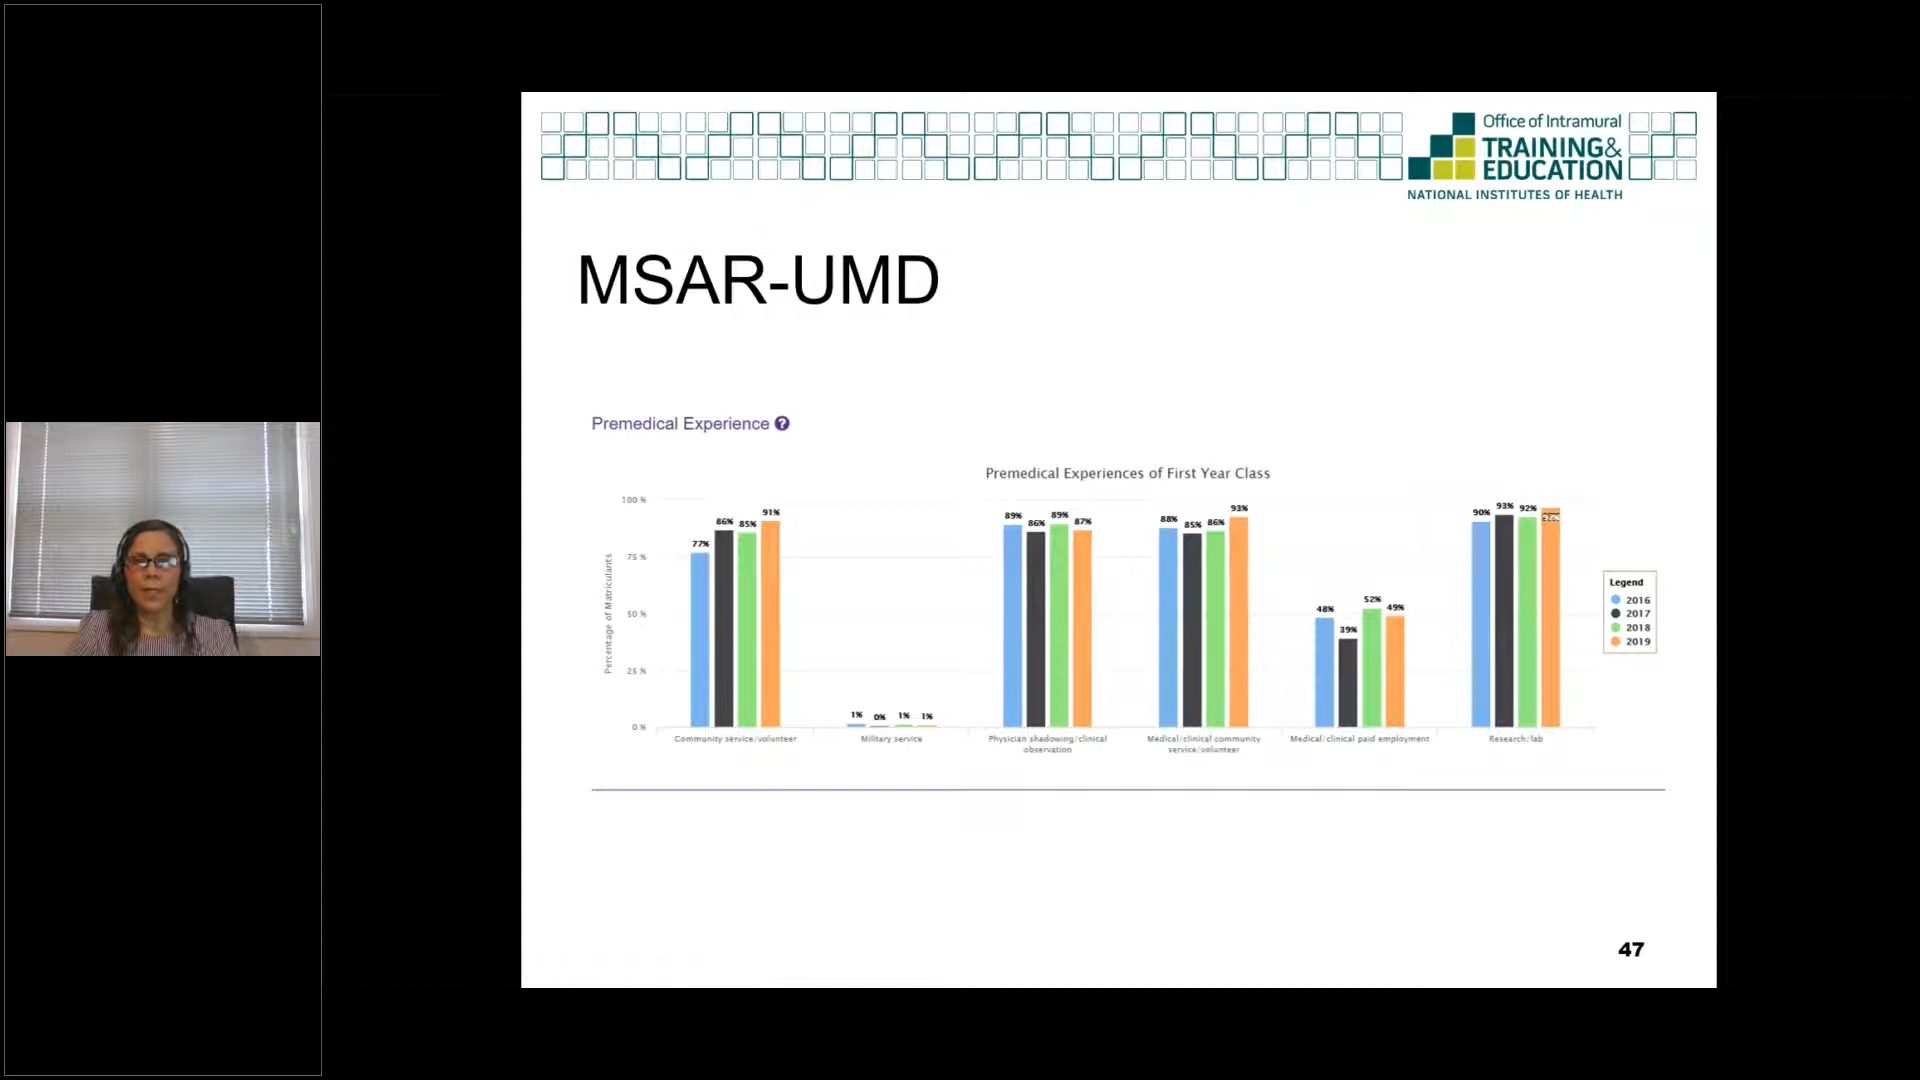 Office of Intramural
TRAINING&
EDUCATION
NATIONAL INSTITUTES OF HEALTH
MSAR-UMD
Premedical Experience ?
Premedical Experiences of First Year Class
Percentage of Matriculants
100 %
75 %
50 %
25 %
0 %
77% 86% 85% 91%
1% 0% 1% 1%
89% 86% 89% 87%
88% 85% 86% 93%
48% 39% 52% 49%
90% 93% 92%
Community service/volunteer
Military service
Physician shadowing/clinical
observation
Medical/clinical community
service/volunteer
Medical/clinical paid employment
Research/lab
Legend
2016
2017
2018
2019
47